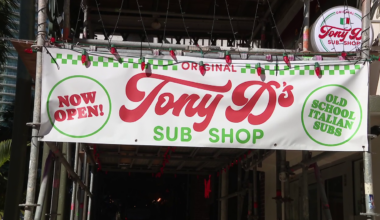 Tony D's
SUB · SHOP
ORIGINAL
NOW
OPEN!
Tony D's
SUB SHOP
OLD
SCHOOL
ITALIAN
SUBS